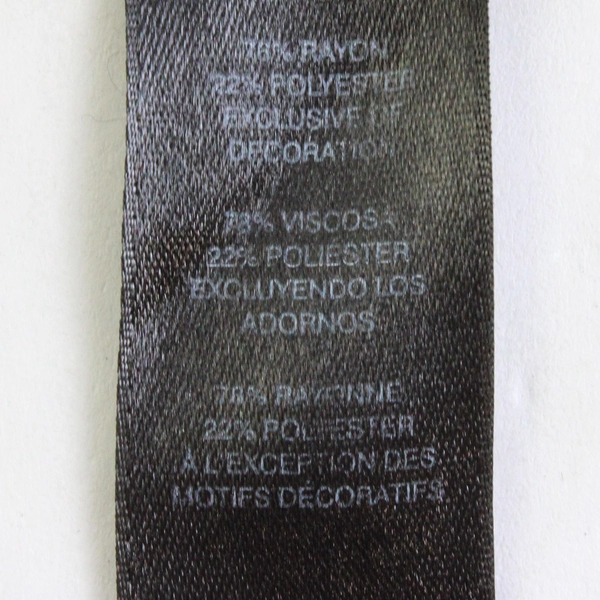 78% RAYON
22% POLYESTER
EXCLUSIVE OF
DECORATION
78% VISCOSA
22% POLIESTER
EXCLUYENDO LOS
ADORNOS
78% RAYONNE
22% POLYESTER
À L'EXCEPTION DES
MOTIFS DÉCORATIFS